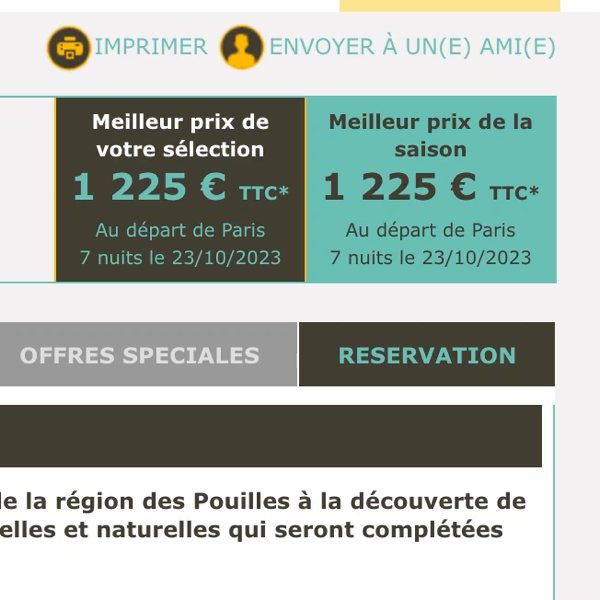 IMPRIMER ENVOYER À UN(E) AMI(E)
Meilleur prix de
votre sélection
1 225 € TTC*
Au départ de Paris
7 nuits le 23/10/2023
Meilleur prix de la
saison
1 225 € TTC*
Au départ de Paris
7 nuits le 23/10/2023
OFFRES SPECIALES RESERVATION
de la région des Pouilles à la découverte de
elles et naturelles qui seront complétées